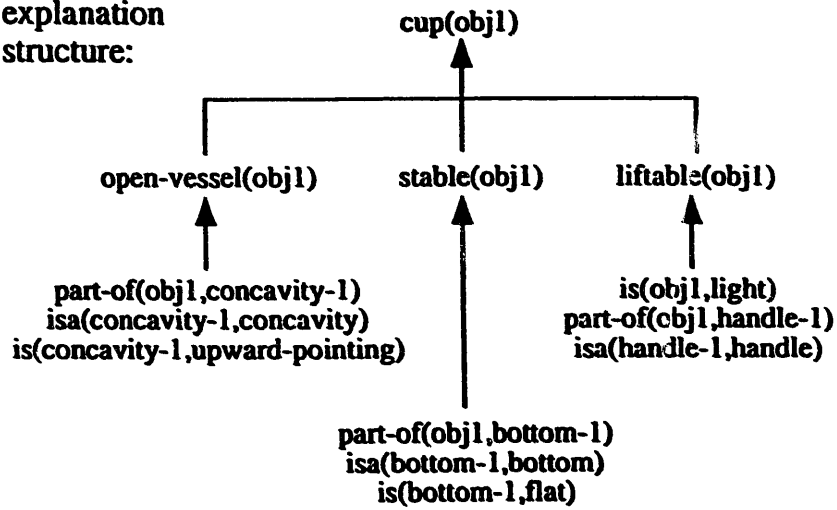 explanation
structure:
cup(obj1)
open-vessel(obj1)
stable(obj1)
liftable(obj1)
part-of(obj1,concavity-1)
isa(concavity-1,concavity)
is(concavity-1,upward-pointing)
is(obj1,light)
part-of(obj1,handle-1)
isa(handle-1,handle)
part-of(obj1,bottom-1)
isa(bottom-1,bottom)
is(bottom-1,flat)